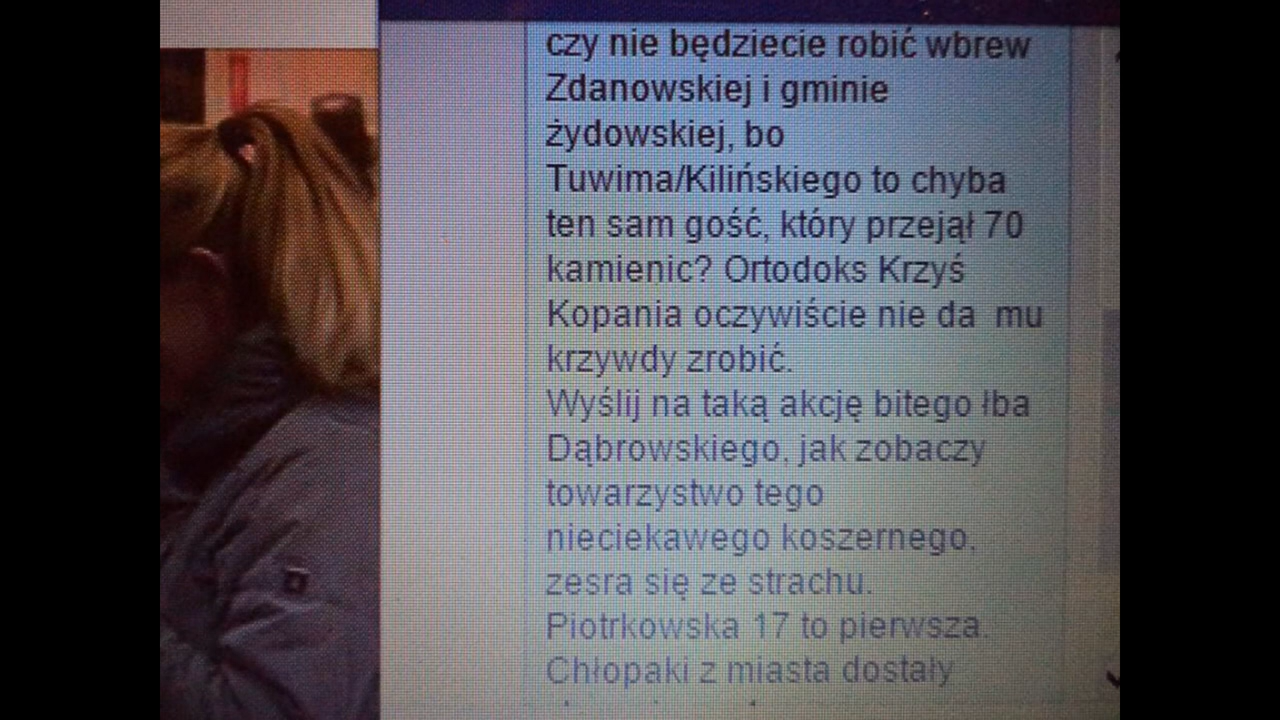 czy nie będziecie robić wbrew
Zdanowskiej i gminie
żydowskiej, bo
Tuwima/Kilińskiego to chyba
ten sam gość, który przejął 70
kamienic? Ortodoks Krzyś
Kopania oczywiście nie da mu
krzywdy zrobić.
Wyślij na taką akcję bitego łba
Dąbrowskiego, jak zobaczy
towarzystwo tego
nieciekawego koszernego,
zesra się ze strachu.
Piotrkowska 17 to pierwsza.
Chłopaki z miasta dostały